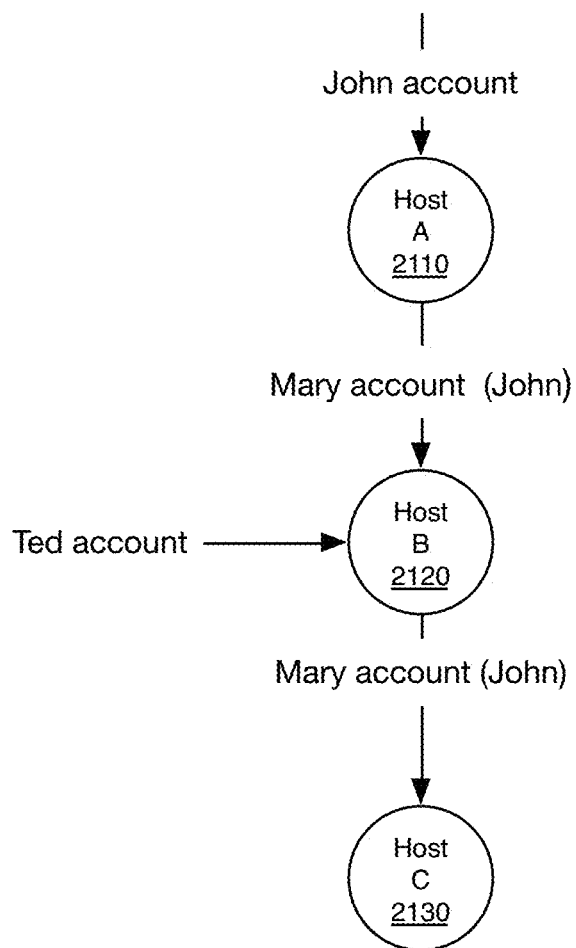 John account
Host
A
2110
Mary account (John)
Host
B
2120
Ted account
Mary account (John)
Host
C
2130